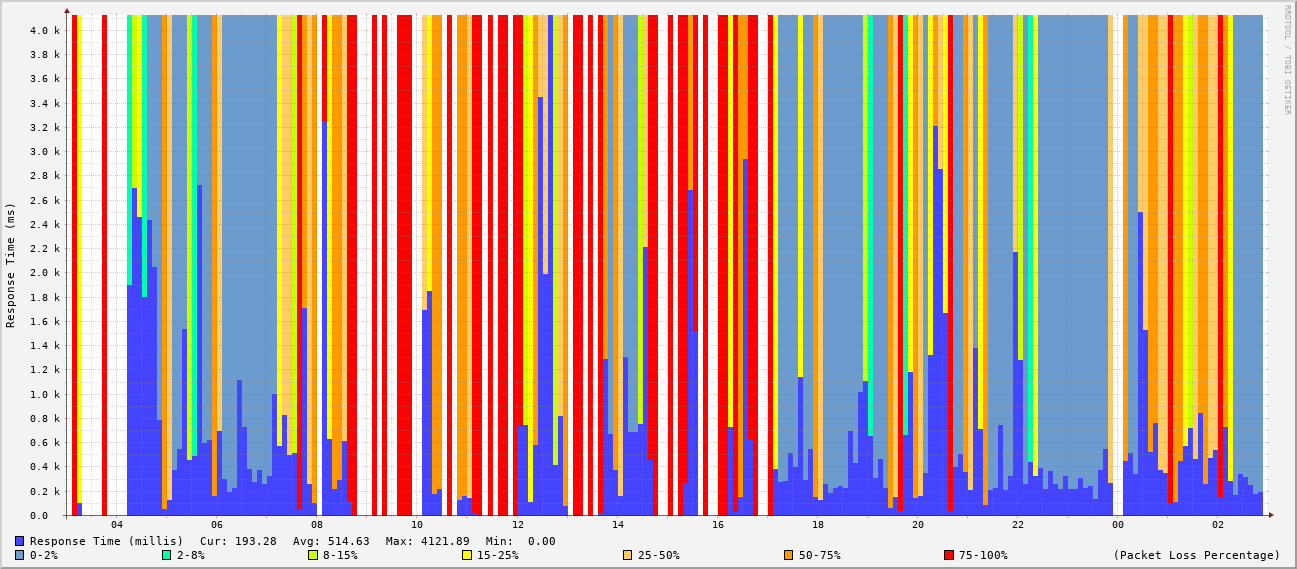 RRDTOOL / TOBI OETIKER
Response Time (ms)
4.0 k
3.8 k
3.6 k
3.4 k
3.2 k
3.0 k
2.8 k
2.6 k
2.4 k
2.2 k
2.0 k
1.8 k
1.6 k
1.4 k
1.2 k
1.0 k
0.8 k
0.6 k
0.4 k
0.2 k
0.0
04 06 08 10 12 14 16 18 20 22 00 02
Response Time (millis) Cur: 193.28 Avg: 514.63 Max: 4121.89 Min: 0.00
0-2% 2-8% 8-15% 15-25% 25-50% 50-75% 75-100% (Packet Loss Percentage)